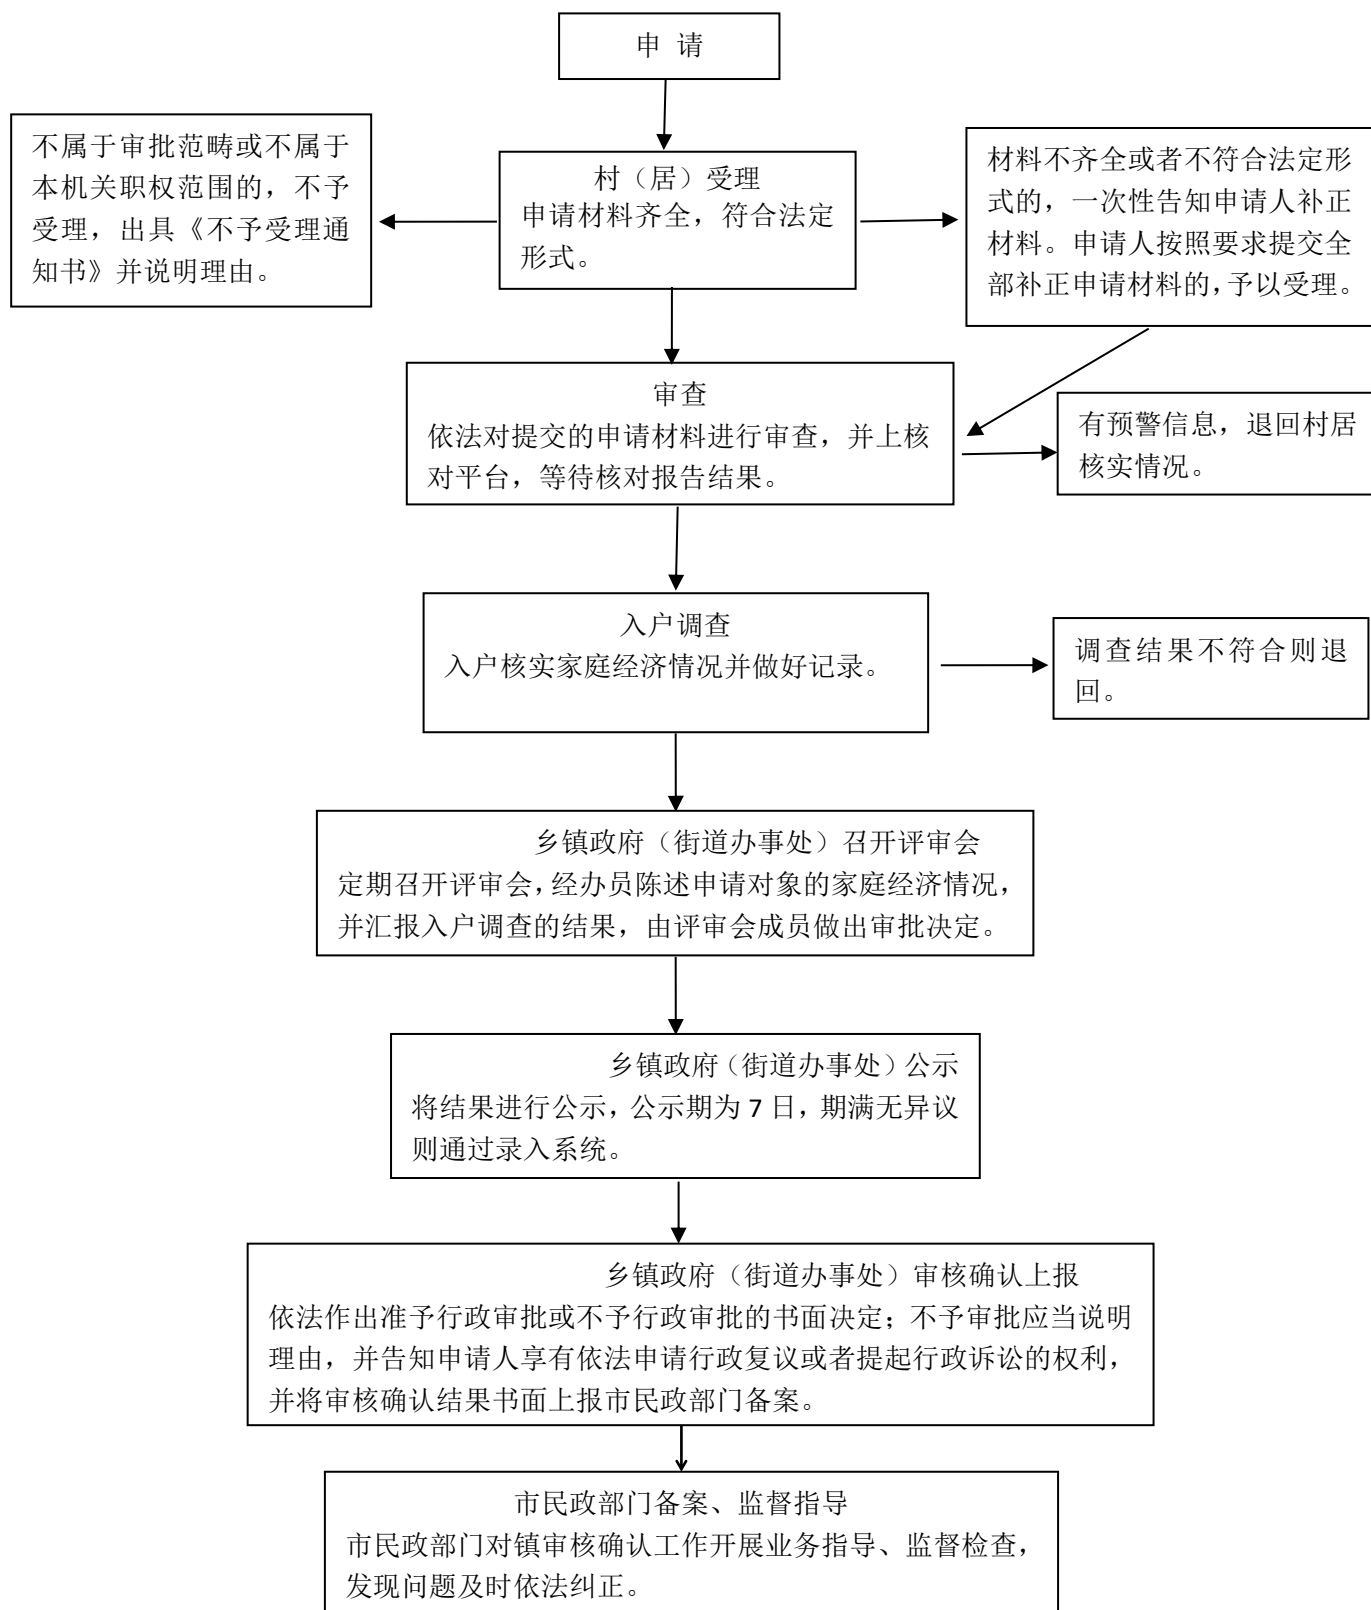 申 请
不属于审批范畴或不属于
本机关职权范围的，不予
受理，出具《不予受理通
知书》并说明理由。
村（居）受理
申请材料齐全，符合法定
形式。
材料不齐全或者不符合法定形
式的，一次性告知申请人补正
材料。申请人按照要求提交全
部补正申请材料的，予以受理。
审查
依法对提交的申请材料进行审查，并上核
对平台，等待核对报告结果。
有预警信息，退回村居
核实情况。
入户调查
入户核实家庭经济情况并做好记录。
调查结果不符合则退
回。
乡镇政府（街道办事处）召开评审会
定期召开评审会，经办员陈述申请对象的家庭经济情况，
并汇报入户调查的结果，由评审会成员做出审批决定。
乡镇政府（街道办事处）公示
将结果进行公示，公示期为 7 日，期满无异议
则通过录入系统。
乡镇政府（街道办事处）审核确认上报
依法作出准予行政审批或不予行政审批的书面决定；不予审批应当说明
理由，并告知申请人享有依法申请行政复议或者提起行政诉讼的权利，
并将审核确认结果书面上报市民政部门备案。
市民政部门备案、监督指导
市民政部门对镇审核确认工作开展业务指导、监督检查，
发现问题及时依法纠正。